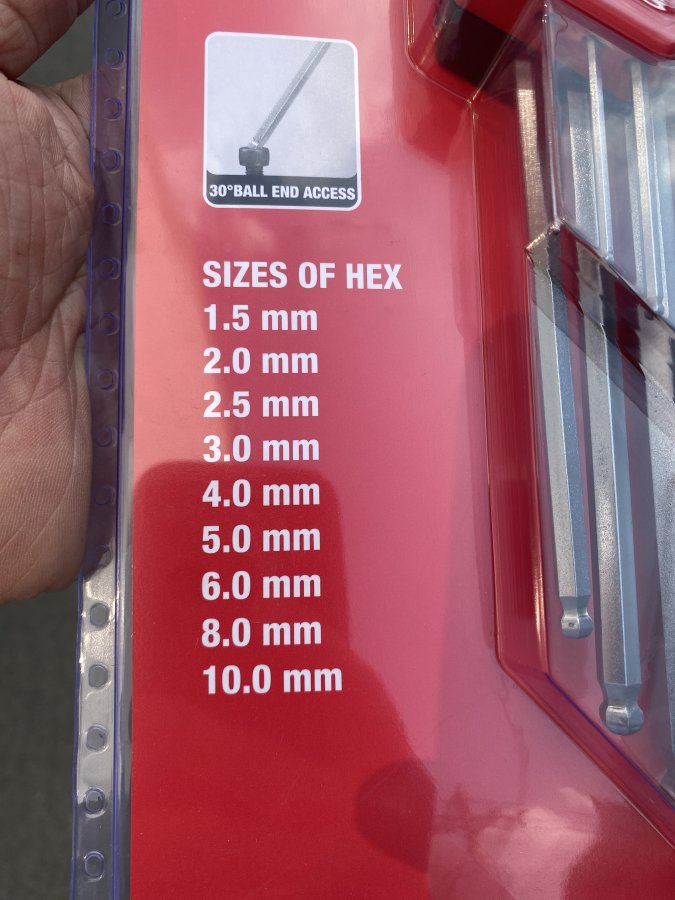 30°BALL END ACCESS
SIZES OF HEX
1.5 mm
2.0 mm
2.5 mm
3.0 mm
4.0 mm
5.0 mm
6.0 mm
8.0 mm
10.0 mm